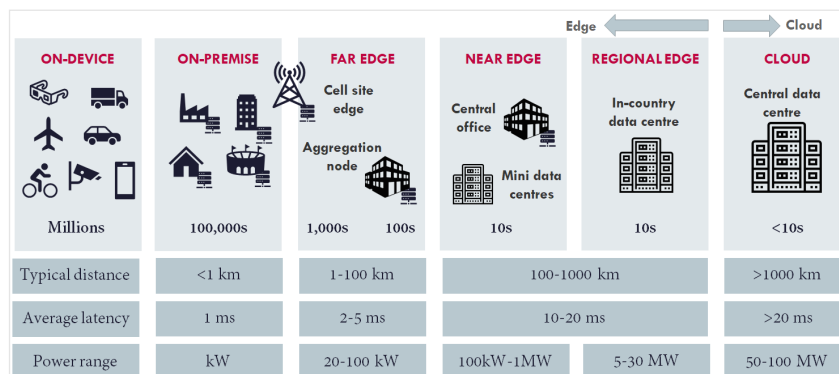 Edge
Cloud
ON-DEVICE
Millions
ON-PREMISE
100,000s
FAR EDGE
Cell site
edge
Aggregation
node
1,000s 100s
NEAR EDGE
Central
office
Mini data
centres
10s
REGIONAL EDGE
In-country
data centre
10s
CLOUD
Central data
centre
<10s
Typical distance <1 km 1-100 km 100-1000 km >1000 km
Average latency 1 ms 2-5 ms 10-20 ms >20 ms
Power range kW 20-100 kW 100kW-1MW 5-30 MW 50-100 MW